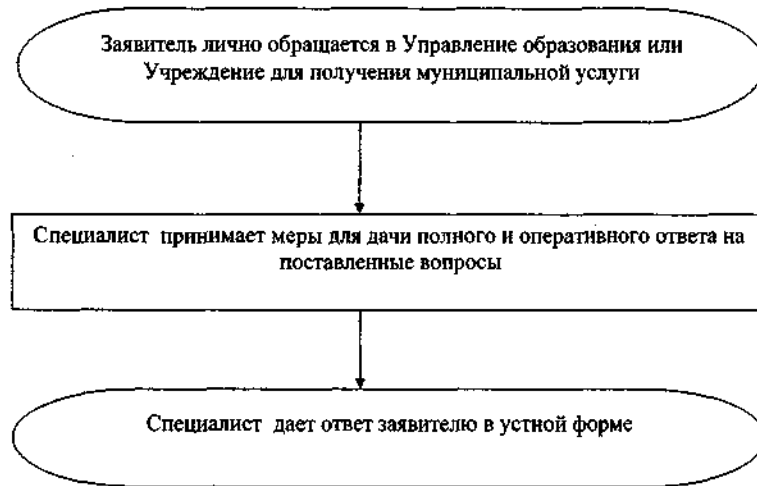 Заявитель лично обращается в Управление образования или
Учреждение для получения муниципальной услуги
Специалист принимает меры для дачи полного и оперативного ответа на
поставленные вопросы
Специалист дает ответ заявителю в устной форме